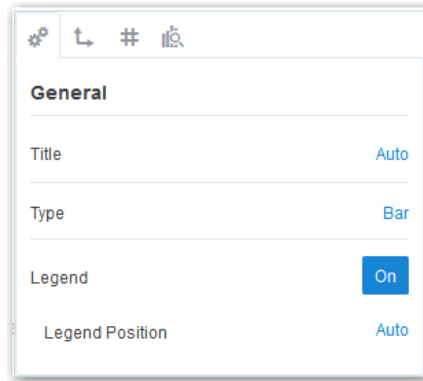 General
Title Auto
Type Bar
Legend On
Legend Position Auto